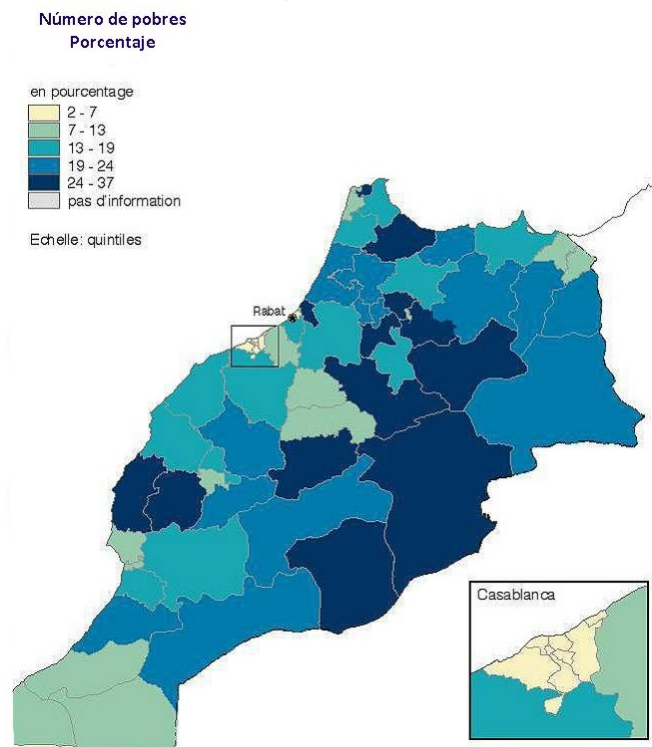 Número de pobres
Porcentaje
en pourcentage
2 - 7
7 - 13
13 - 19
19 - 24
24 - 37
pas d'information
Echelle: quintiles
Rabat
Casablanca